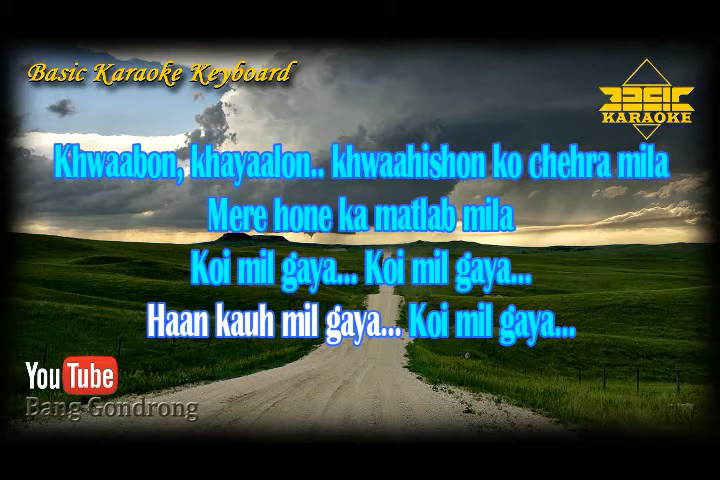 Basic Karaoke Keyboard
BASIC
KARAOKE
Khwaabon, khayaalon.. khwaahishon ko chehra mila
Mere hone ka matlab mila
Koi mil gaya... Koi mil gaya...
Haan kauh mil gaya... Koi mil gaya...
YouTube
Bang Gondrong